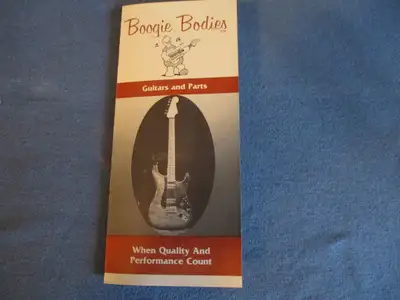 Boogie Bodies
Guitars and Parts
When Quality And
Performance Count